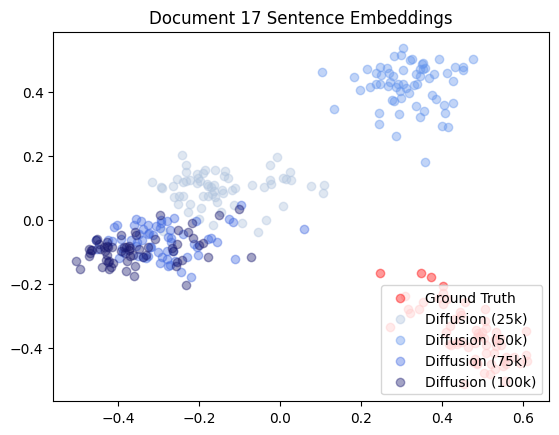 Document 17 Sentence Embeddings
0.4
0.2
0.0
−0.2
−0.4
Ground Truth
Diffusion (25k)
Diffusion (50k)
Diffusion (75k)
Diffusion (100k)
−0.4 −0.2 0.0 0.2 0.4 0.6